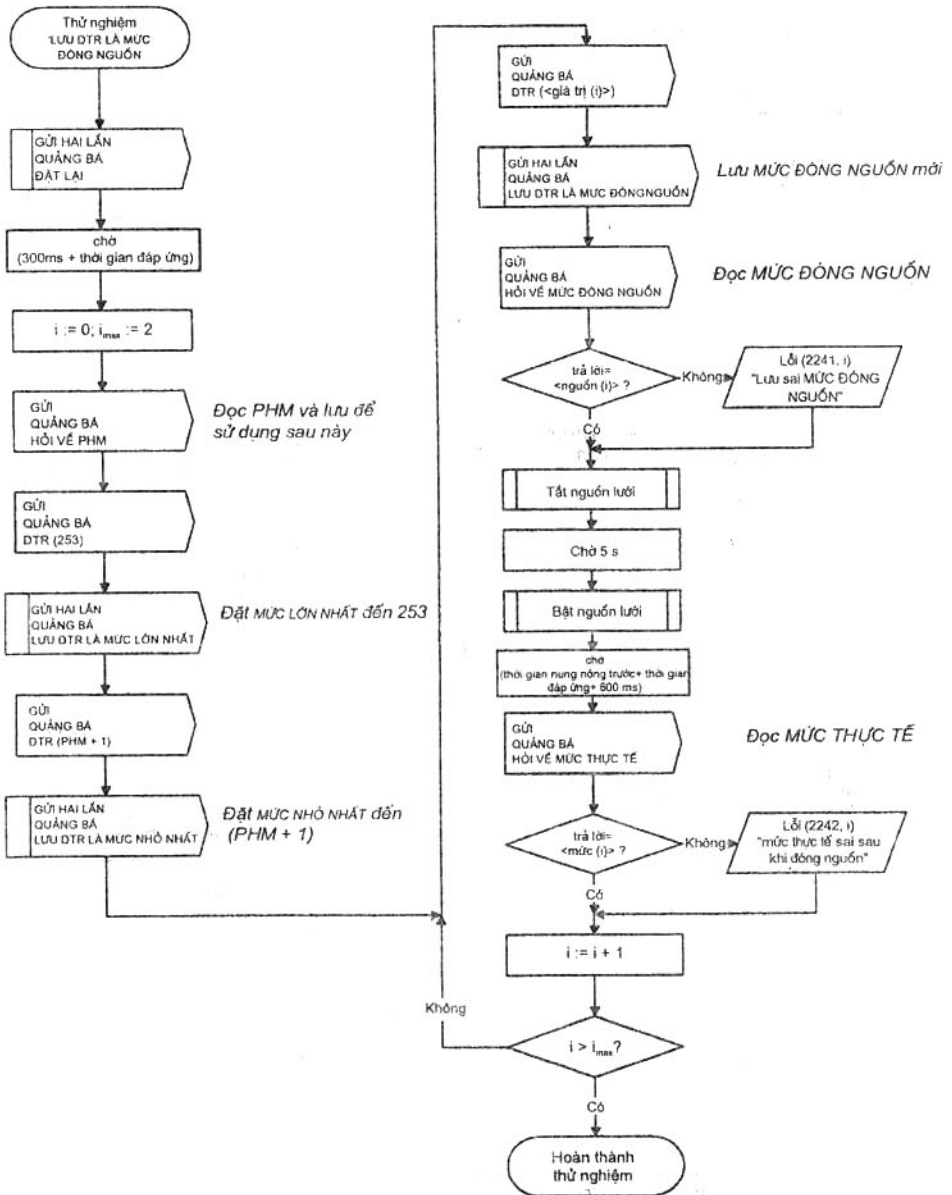 Thử nghiệm
'LƯU DTR LÀ MỨC
ĐÓNG NGUỒN
GỬI HAI LẦN
QUẢNG BÁ
ĐẶT LẠI
chờ
(300ms + thời gian đáp ứng)
i := 0; imax := 2
GỬI
QUẢNG BÁ
HỎI VỀ PHM
Đọc PHM và lưu để
sử dụng sau này
GỬI
QUẢNG BÁ
DTR (253)
GỬI HAI LẦN
QUẢNG BÁ
LƯU DTR LÀ MỨC LỚN NHẤT
Đặt MỨC LỚN NHẤT đến 253
GỬI
QUẢNG BÁ
DTR (PHM + 1)
GỬI HAI LẦN
QUẢNG BÁ
LƯU DTR LÀ MỨC NHỎ NHẤT
Đặt MỨC NHỎ NHẤT đến
(PHM + 1)
GỬI
QUẢNG BÁ
DTR (<giá trị (i)>)
GỬI HAI LẦN
QUẢNG BÁ
LƯU DTR LÀ MỨC ĐÓNGNGUỒN
Lưu MỨC ĐÓNG NGUỒN mới
GỬI
QUẢNG BÁ
HỎI VỀ MỨC ĐÓNG NGUỒN
Đọc MỨC ĐÓNG NGUỒN
trả lời=
<nguồn (i)> ?
Không
Lỗi (2241, i)
"Lưu sai MỨC ĐÓNG
NGUỒN"
Có
Tắt nguồn lưới
Chờ 5 s
Bật nguồn lưới
chờ
(thời gian nung nóng trước+ thời gian
đáp ứng+ 600 ms)
GỬI
QUẢNG BÁ
HỎI VỀ MỨC THỰC TẾ
Đọc MỨC THỰC TẾ
trả lời=
<mức (i)> ?
Không
Lỗi (2242, i)
"mức thực tế sai sau
khi đóng nguồn"
Có
i := i + 1
Không
i > imax?
Có
Hoàn thành
thử nghiệm